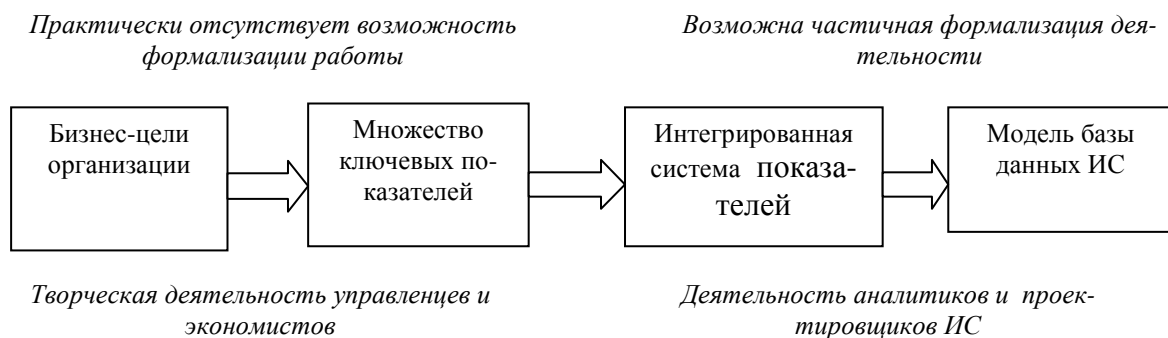 Практически отсутствует возможность
формализации работы
Возможна частичная формализация дея-
тельности
Бизнес-цели
организации
Множество
ключевых по-
казателей
Интегрированная
система показа-
телей
Модель базы
данных ИС
Творческая деятельность управленцев и
экономистов
Деятельность аналитиков и проек-
тировщиков ИС